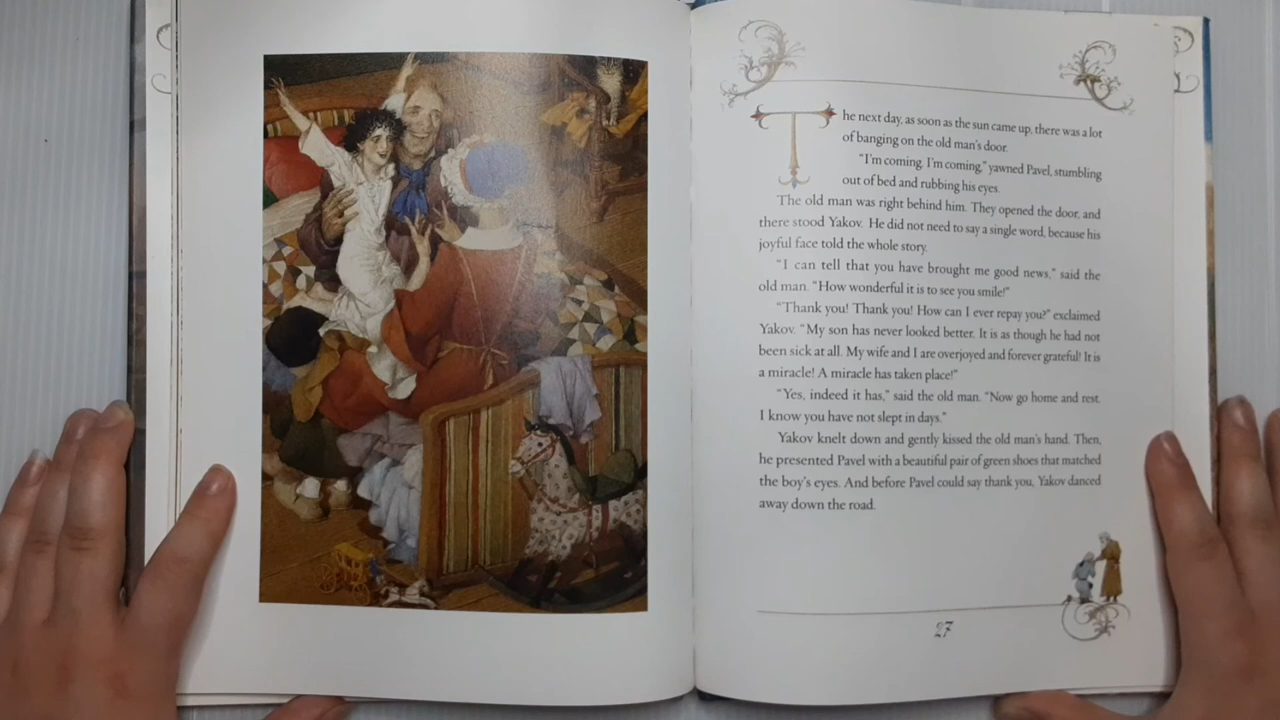 The next day, as soon as the sun came up, there was a lot
of banging on the old man's door.
"I'm coming, I'm coming," yawned Pavel, stumbling
out of bed and rubbing his eyes.
The old man was right behind him. They opened the door, and
there stood Yakov. He did not need to say a single word, because his
joyful face told the whole story.
"I can tell that you have brought me good news," said the
old man. "How wonderful it is to see you smile!"
"Thank you! Thank you! How can I ever repay you?" exclaimed
Yakov. "My son has never looked better. It is as though he had not
been sick at all. My wife and I are overjoyed and forever grateful! It is
a miracle! A miracle has taken place!"
"Yes, indeed it has," said the old man. "Now go home and rest.
I know you have not slept in days."
Yakov knelt down and gently kissed the old man's hand. Then,
he presented Pavel with a beautiful pair of green shoes that matched
the boy's eyes. And before Pavel could say thank you, Yakov danced
away down the road.
27